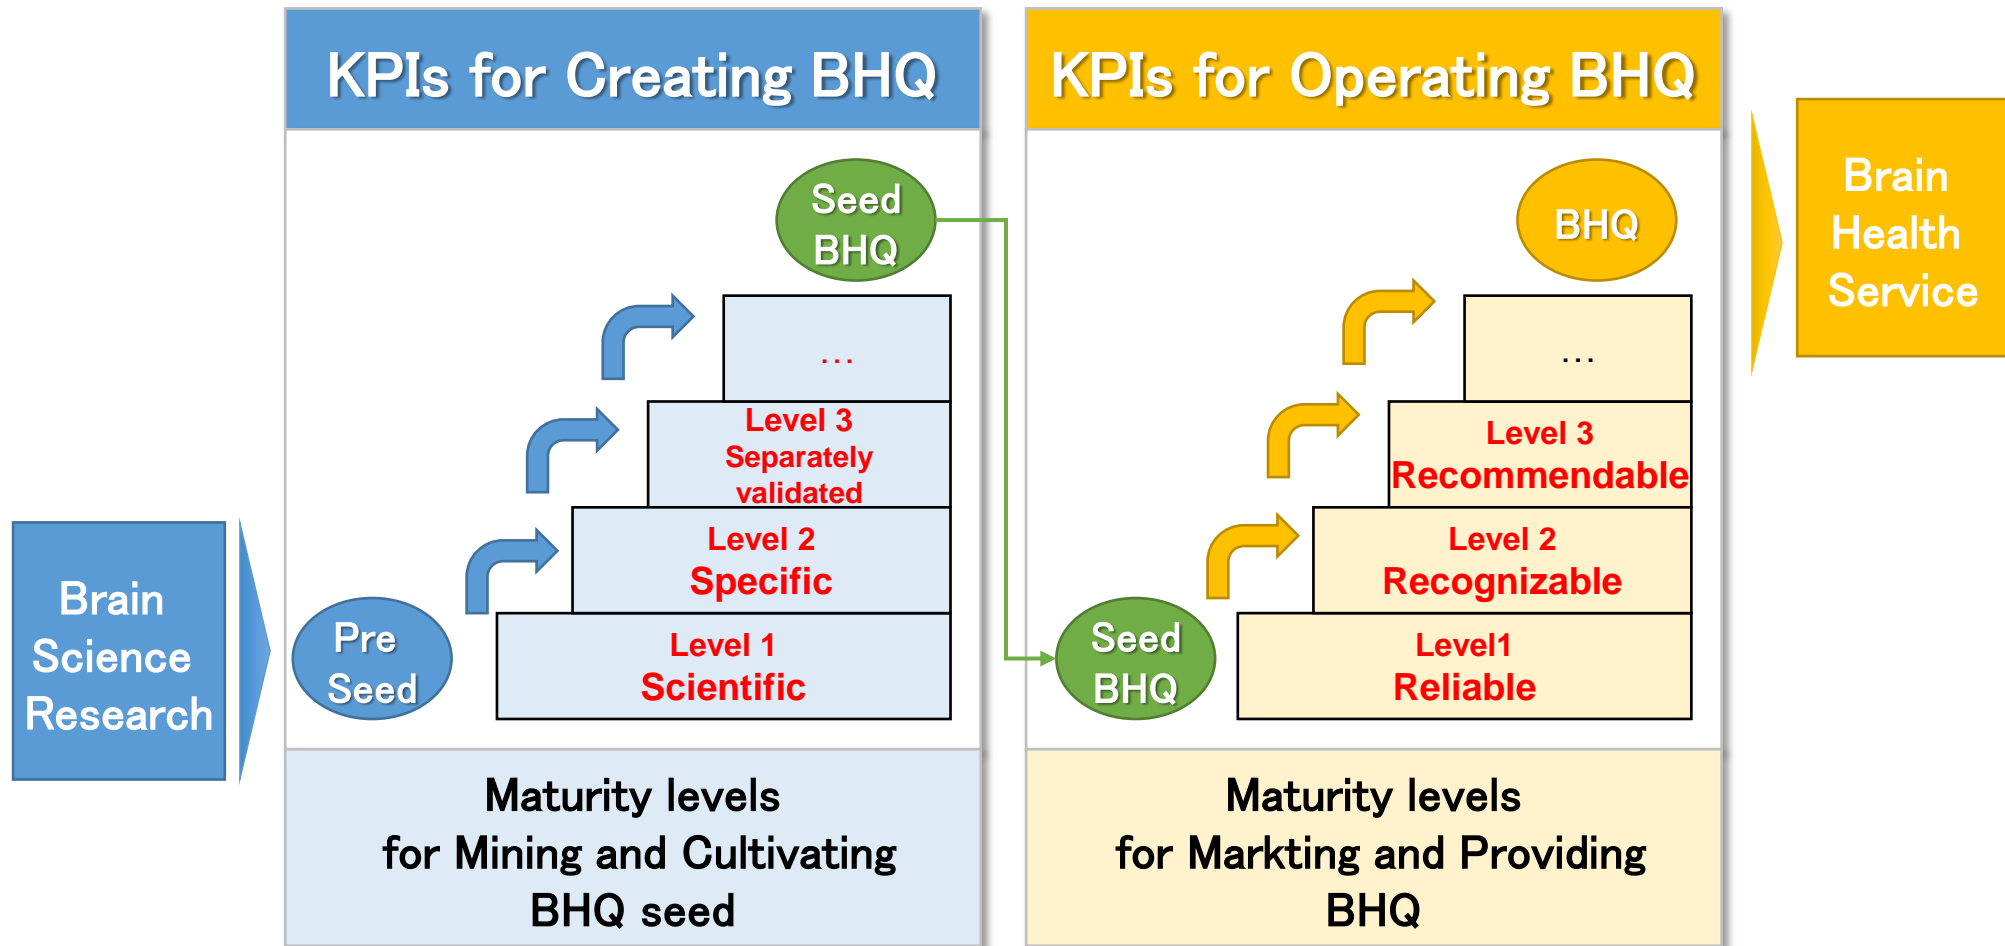 KPIs for Creating BHQ
KPIs for Operating BHQ
Brain
Science
Research
Pre
Seed
Seed
BHQ
…
Level 3
Separately
validated
Level 2
Specific
Level 1
Scientific
Maturity levels
for Mining and Cultivating
BHQ seed
Seed
BHQ
BHQ
…
Level 3
Recommendable
Level 2
Recognizable
Level1
Reliable
Maturity levels
for Markting and Providing
BHQ
Brain
Health
Service